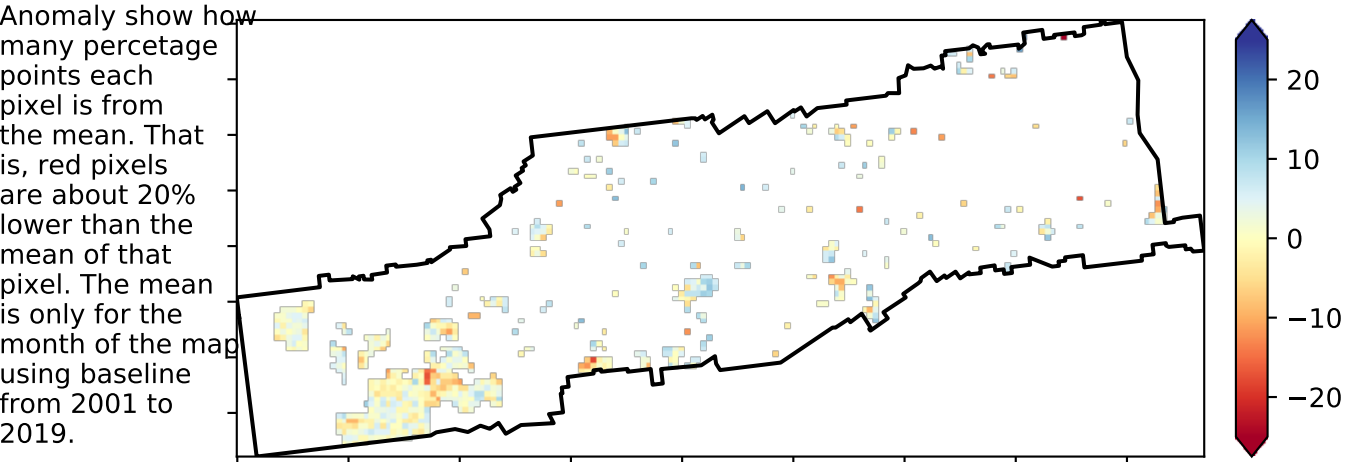 Anomaly show how
many percetage
points each
pixel is from
the mean. That
is, red pixels
are about 20%
lower than the
mean of that
pixel. The mean
is only for the
month of the map
using baseline
from 2001 to
2019.
20
10
0
−10
−20